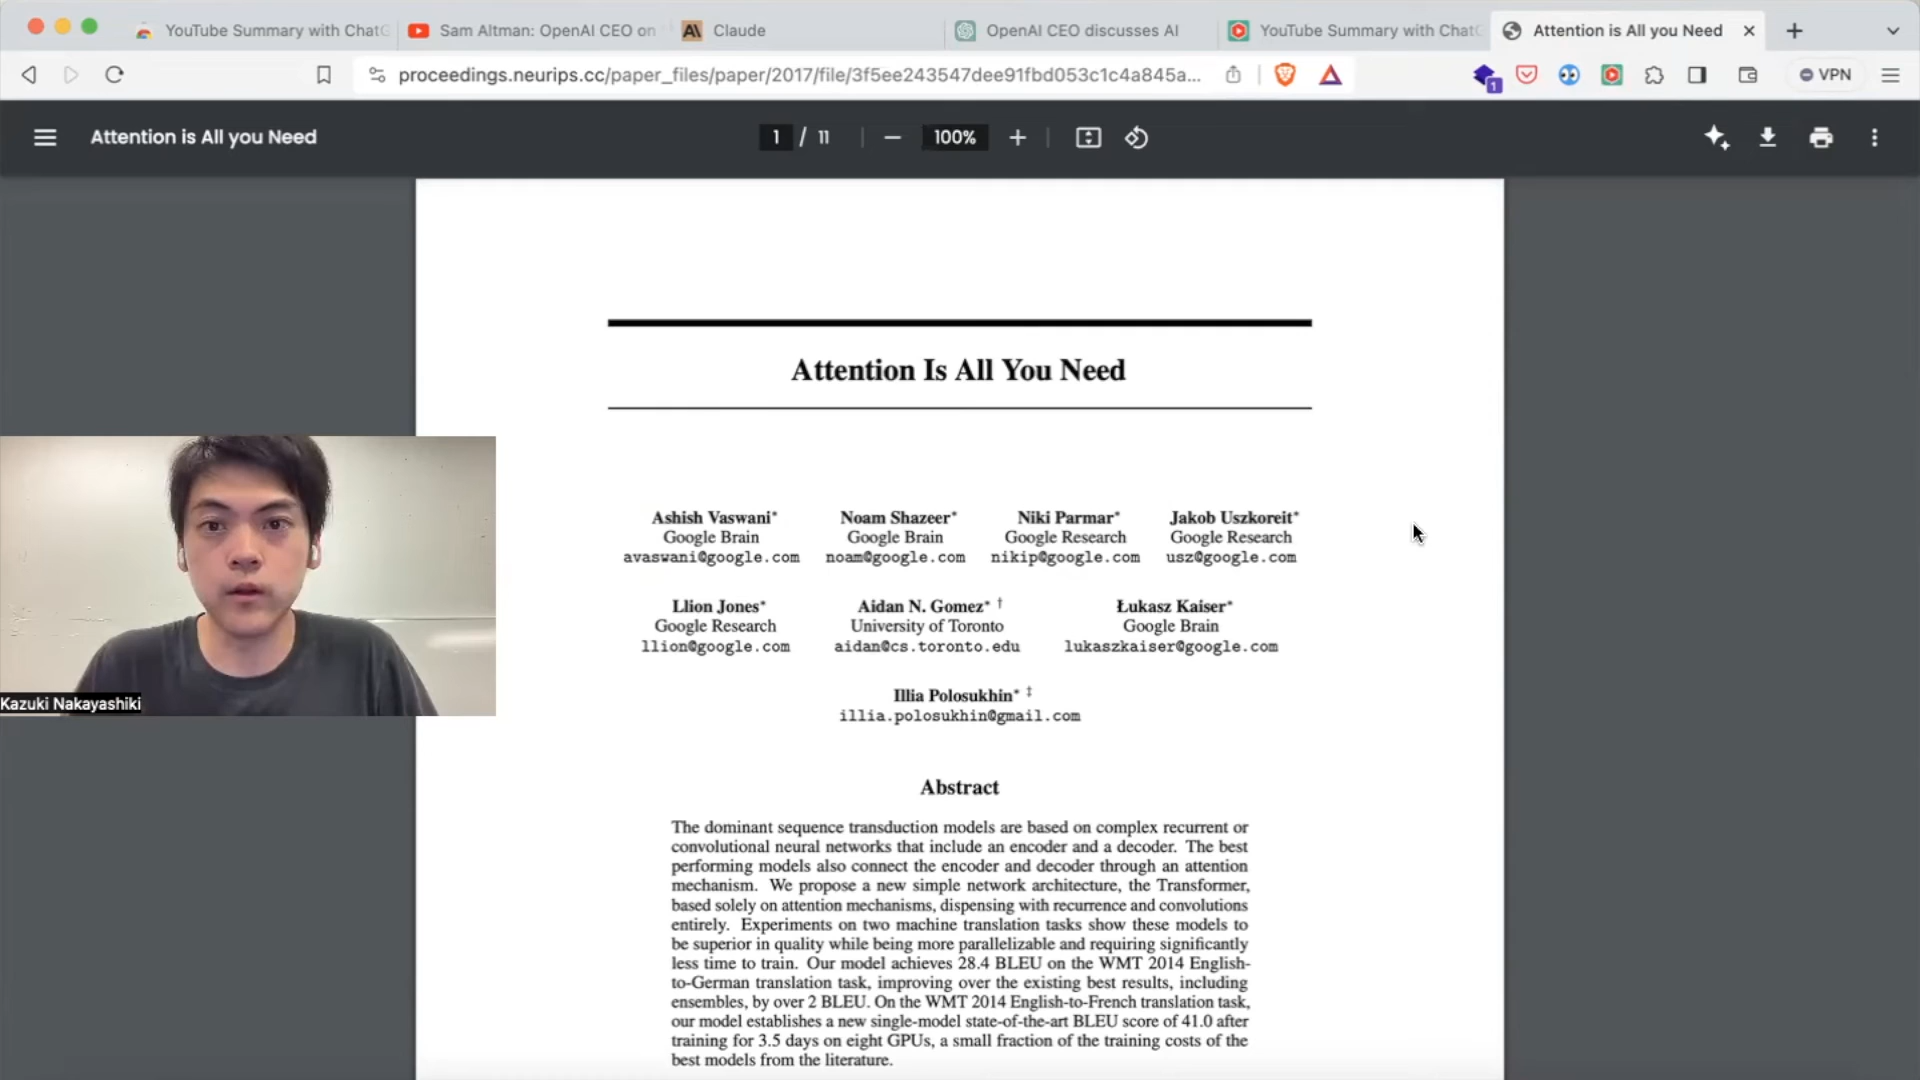 YouTube Summary with ChatG
Sam Altman: OpenAI CEO on
Claude
OpenAI CEO discusses AI
YouTube Summary with ChatG
Attention is All you Need
proceedings.neurips.cc/paper_files/paper/2017/file/3f5ee243547dee91fbd053c1c4a845a...
1
VPN
Attention is All you Need
1 / 11
100%
Attention Is All You Need
Ashish Vaswani* Noam Shazeer* Niki Parmar* Jakob Uszkoreit*
Google Brain Google Brain Google Research Google Research
avaswani@google.com noam@google.com nikip@google.com usz@google.com
Llion Jones* Aidan N. Gomez* † Łukasz Kaiser*
Google Research University of Toronto Google Brain
llion@google.com aidan@cs.toronto.edu lukaszkaiser@google.com
Illia Polosukhin* ‡
illia.polosukhin@gmail.com
Kazuki Nakayashiki
Abstract
The dominant sequence transduction models are based on complex recurrent or
convolutional neural networks that include an encoder and a decoder. The best
performing models also connect the encoder and decoder through an attention
mechanism. We propose a new simple network architecture, the Transformer,
based solely on attention mechanisms, dispensing with recurrence and convolutions
entirely. Experiments on two machine translation tasks show these models to
be superior in quality while being more parallelizable and requiring significantly
less time to train. Our model achieves 28.4 BLEU on the WMT 2014 English-
to-German translation task, improving over the existing best results, including
ensembles, by over 2 BLEU. On the WMT 2014 English-to-French translation task,
our model establishes a new single-model state-of-the-art BLEU score of 41.0 after
training for 3.5 days on eight GPUs, a small fraction of the training costs of the
best models from the literature.